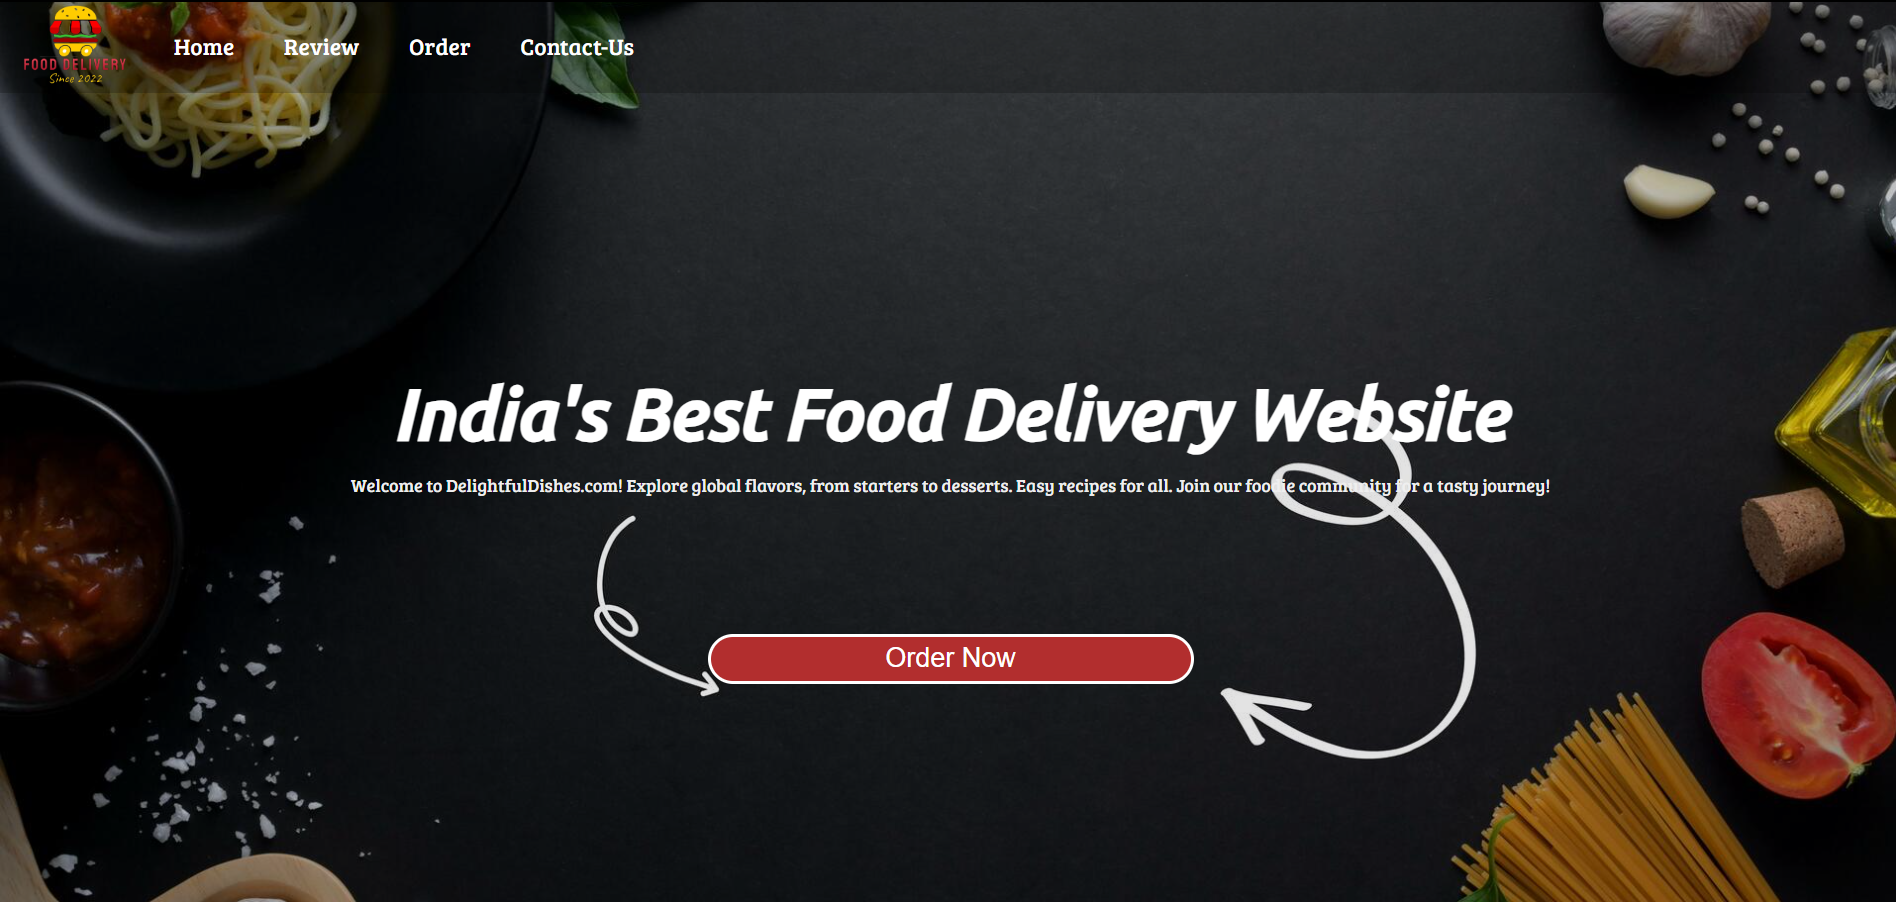 FOOD DELIVERY
Since 2022
Home Review Order Contact-Us
India's Best Food Delivery Website
Welcome to DelightfulDishes.com! Explore global flavors, from starters to desserts. Easy recipes for all. Join our foodie community for a tasty journey!
Order Now